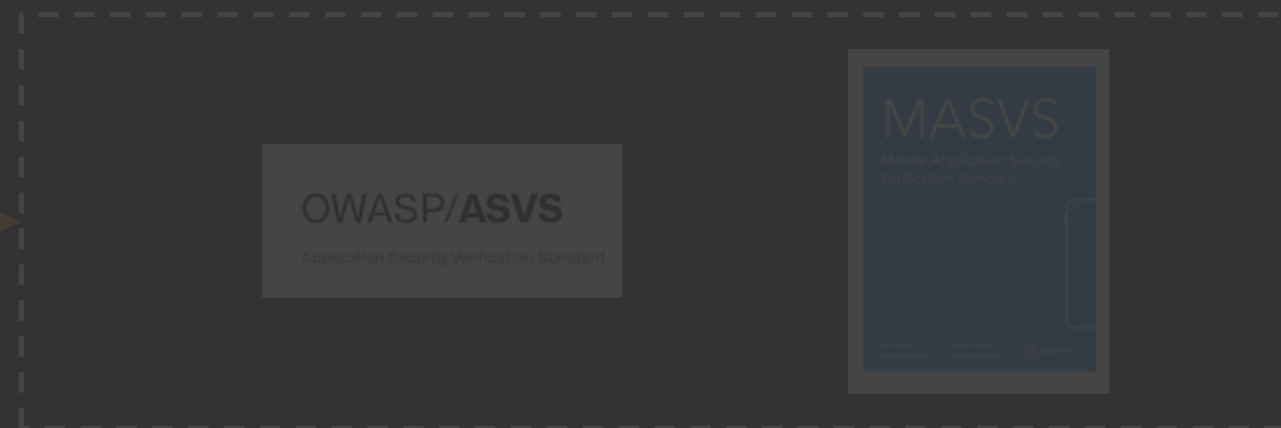 OWASP/ASVS
Application Security Verification Standard
MASVS
Mobile Application Security
Verification Standard